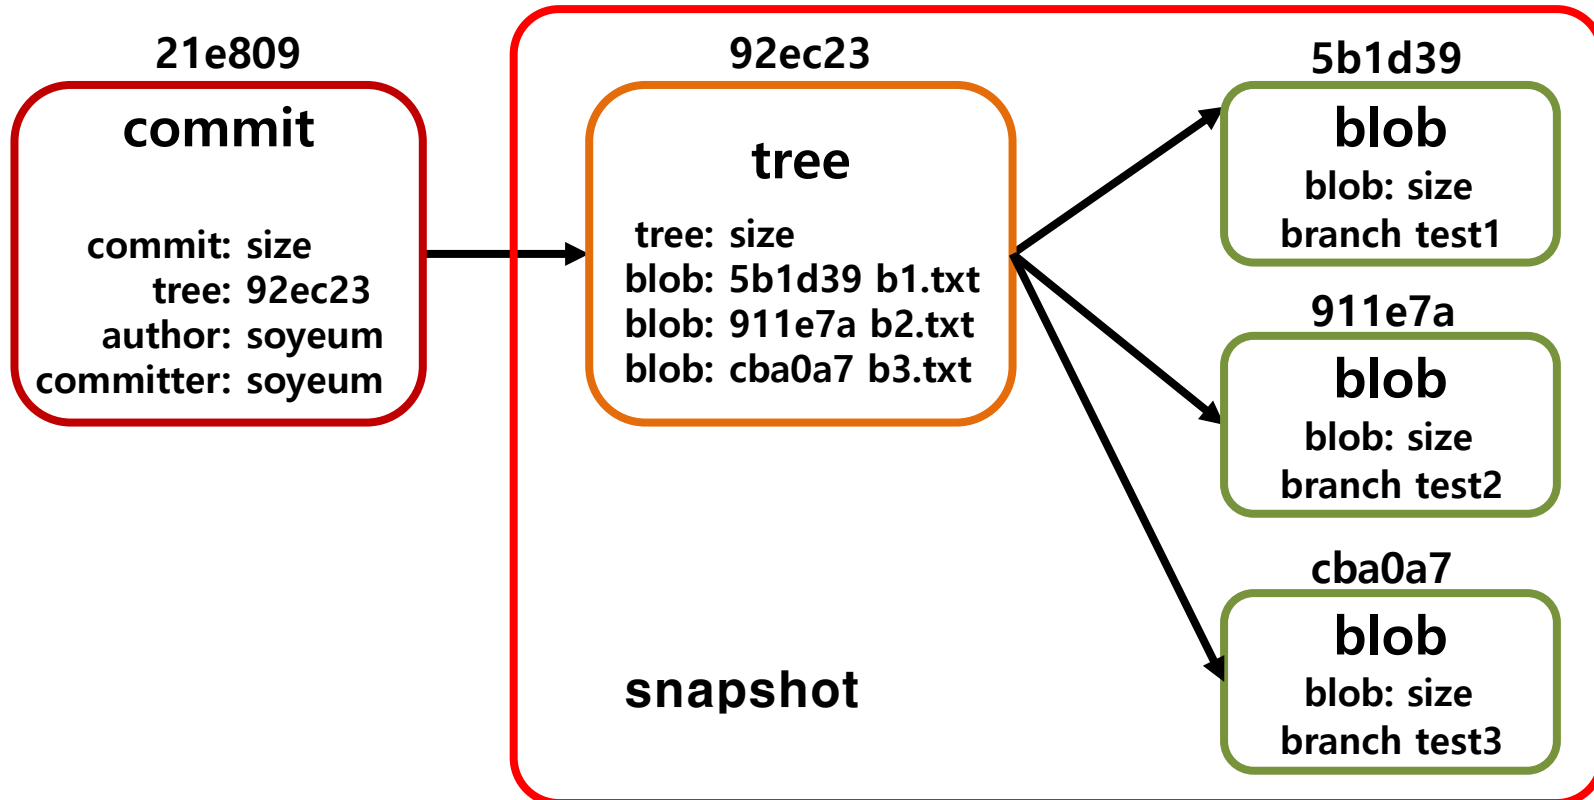 21e809
commit
commit: size
tree: 92ec23
author: soyeum
committer: soyeum
92ec23
tree
tree: size
blob: 5b1d39 b1.txt
blob: 911e7a b2.txt
blob: cba0a7 b3.txt
snapshot
5b1d39
blob
blob: size
branch test1
911e7a
blob
blob: size
branch test2
cba0a7
blob
blob: size
branch test3